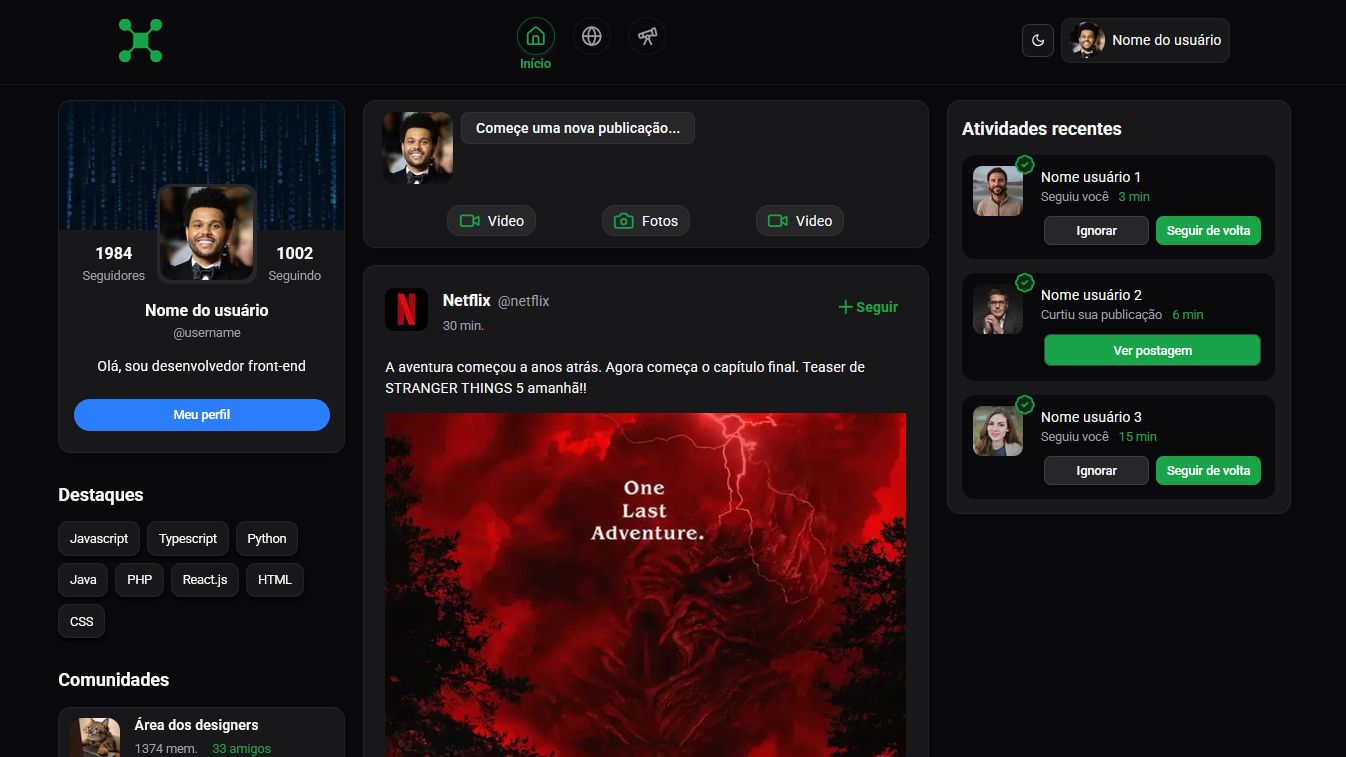 Início
Nome do usuário
1984
Seguidores
1002
Seguindo
Nome do usuário
@username
Olá, sou desenvolvedor front-end
Meu perfil
Destaques
Javascript
Typescript
Python
Java
PHP
React.js
HTML
CSS
Comunidades
Área dos designers
1374 mem. 33 amigos
Começe uma nova publicação...
Video
Fotos
Video
N
Netflix @netflix
30 min.
Seguir
A aventura começou a anos atrás. Agora começa o capítulo final. Teaser de
STRANGER THINGS 5 amanhã!!
One
Last
Adventure.
Atividades recentes
Nome usuário 1
Seguiu você 3 min
Ignorar
Seguir de volta
Nome usuário 2
Curtiu sua publicação 6 min
Ver postagem
Nome usuário 3
Seguiu você 15 min
Ignorar
Seguir de volta